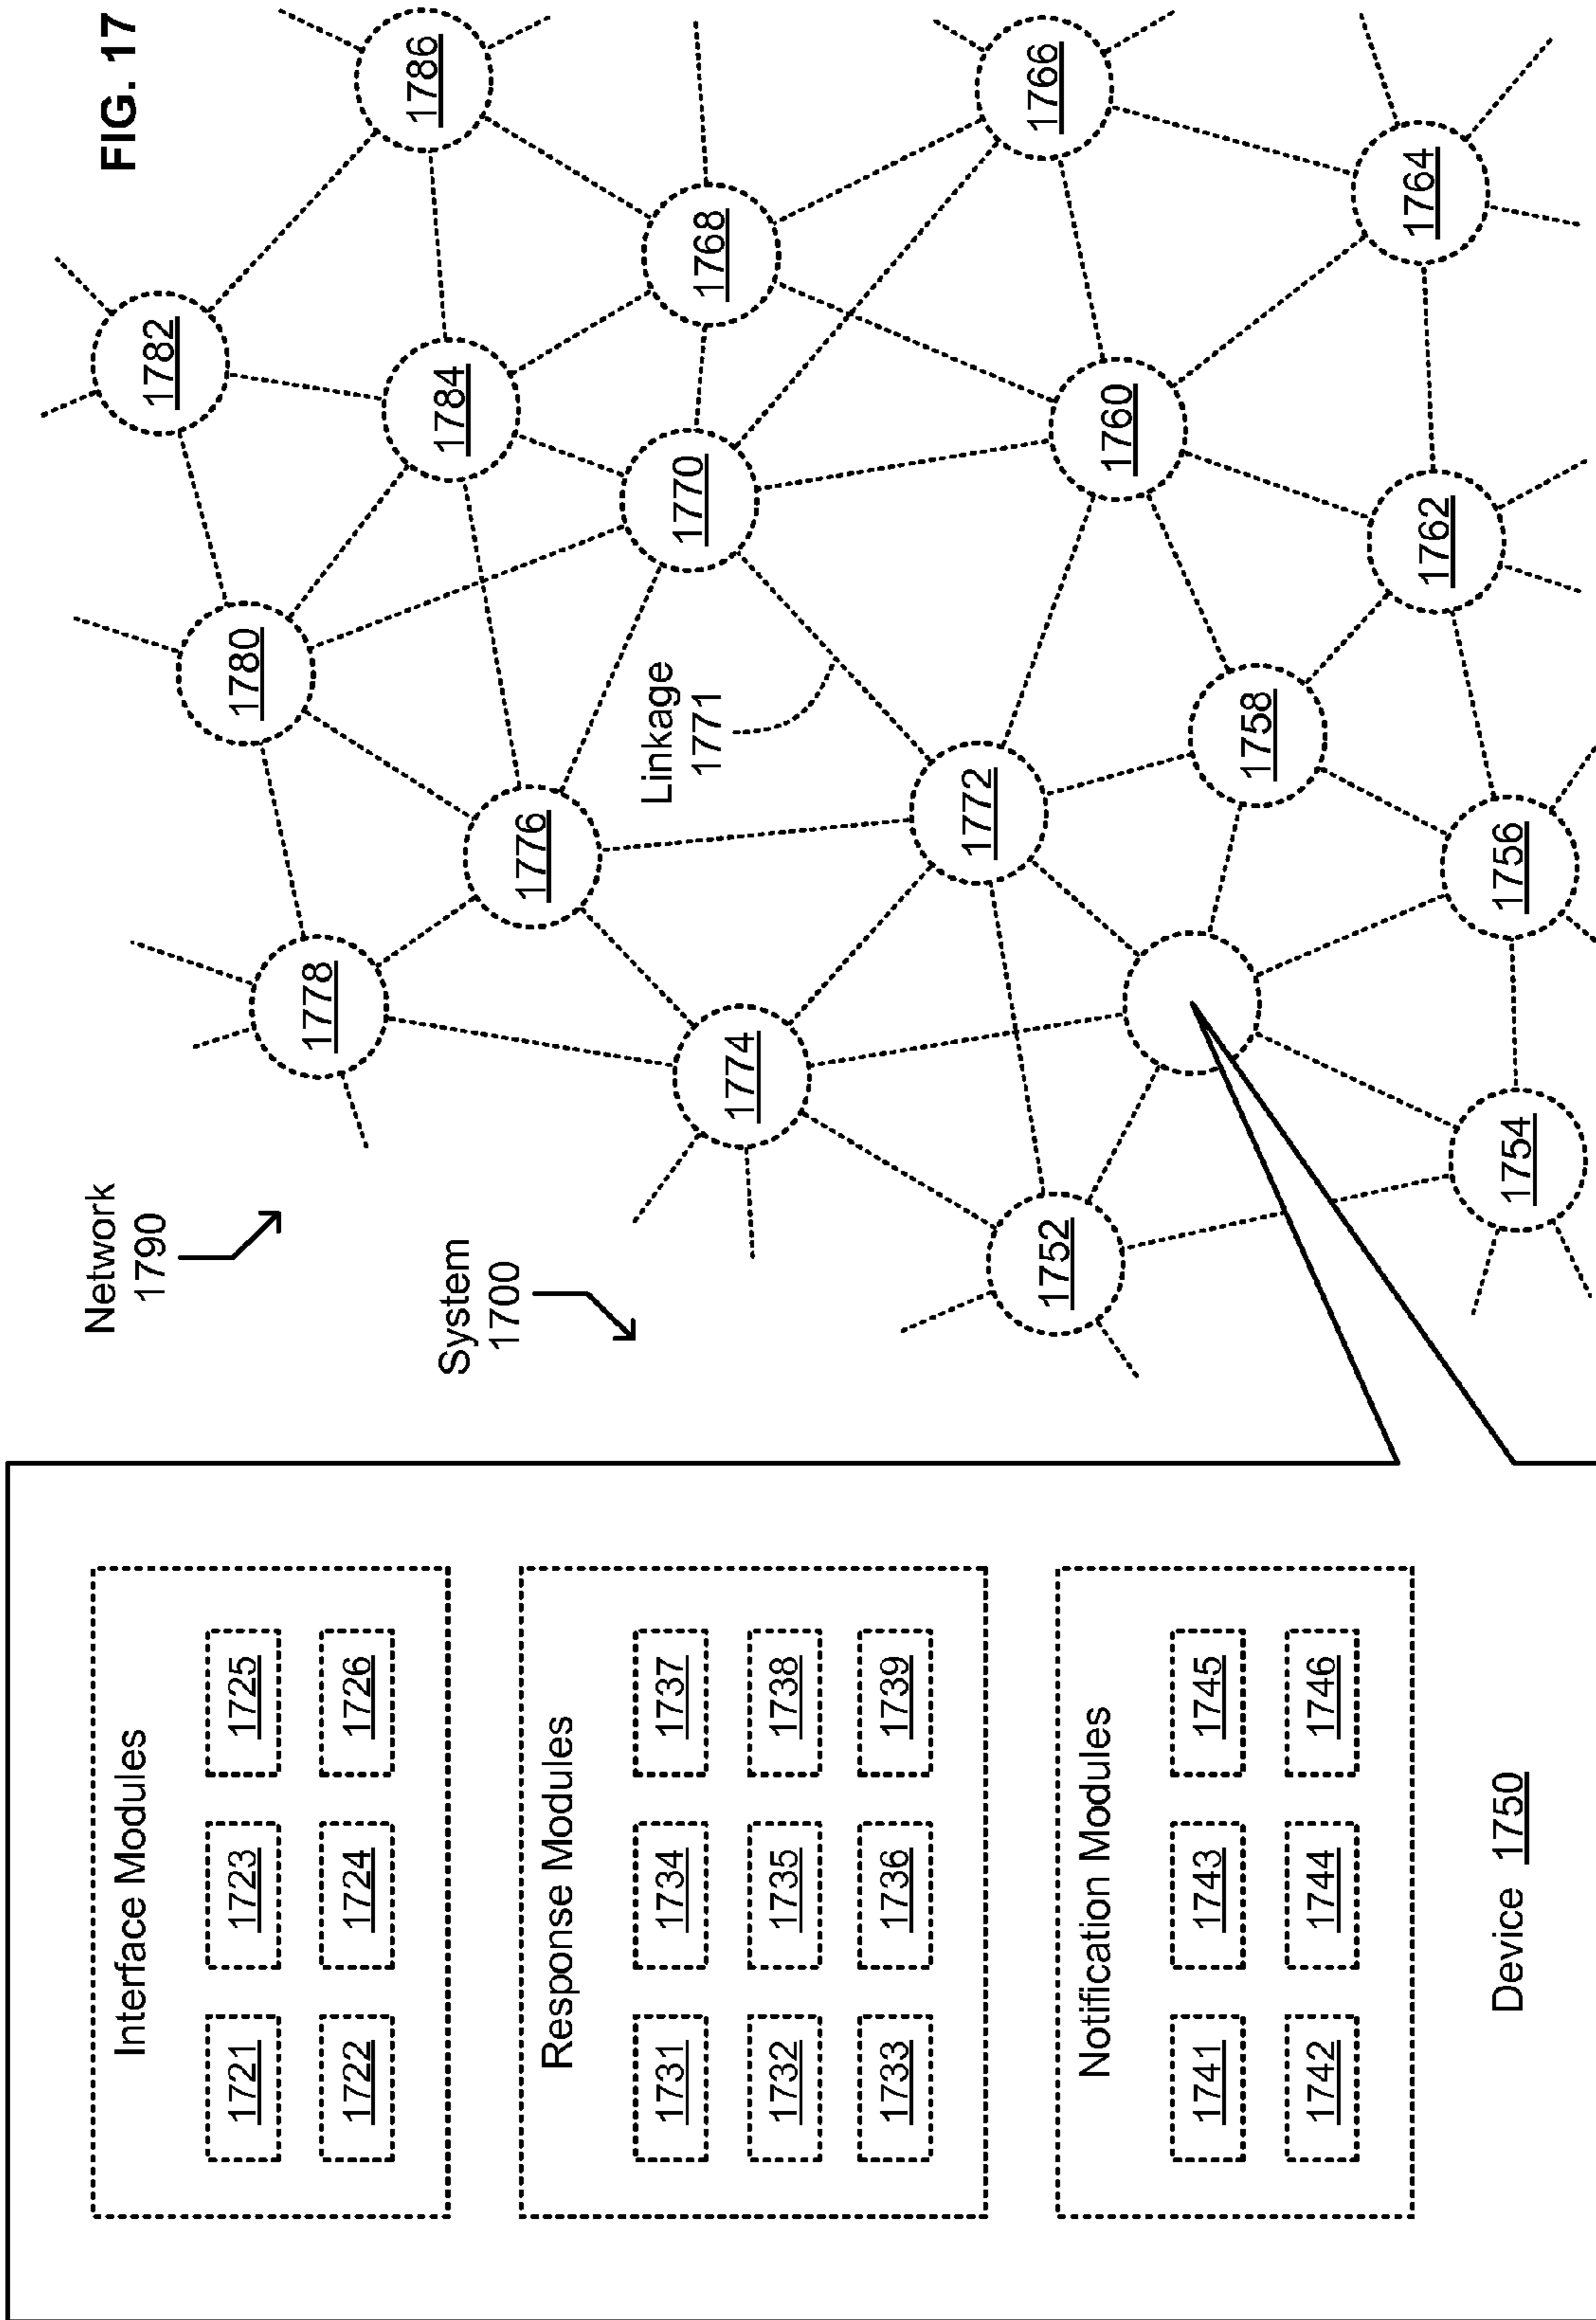 FIG. 17
Network
1790
System
1700
Linkage
1771
1782
1786
1780
1784
1778
1776
1770
1768
1774
1772
1766
1752
1760
1758
1754
1756
1762
1764
Interface Modules
1721 1723 1725
1722 1724 1726
Response Modules
1731 1734 1737
1732 1735 1738
1733 1736 1739
Notification Modules
1741 1743 1745
1742 1744 1746
Device 1750